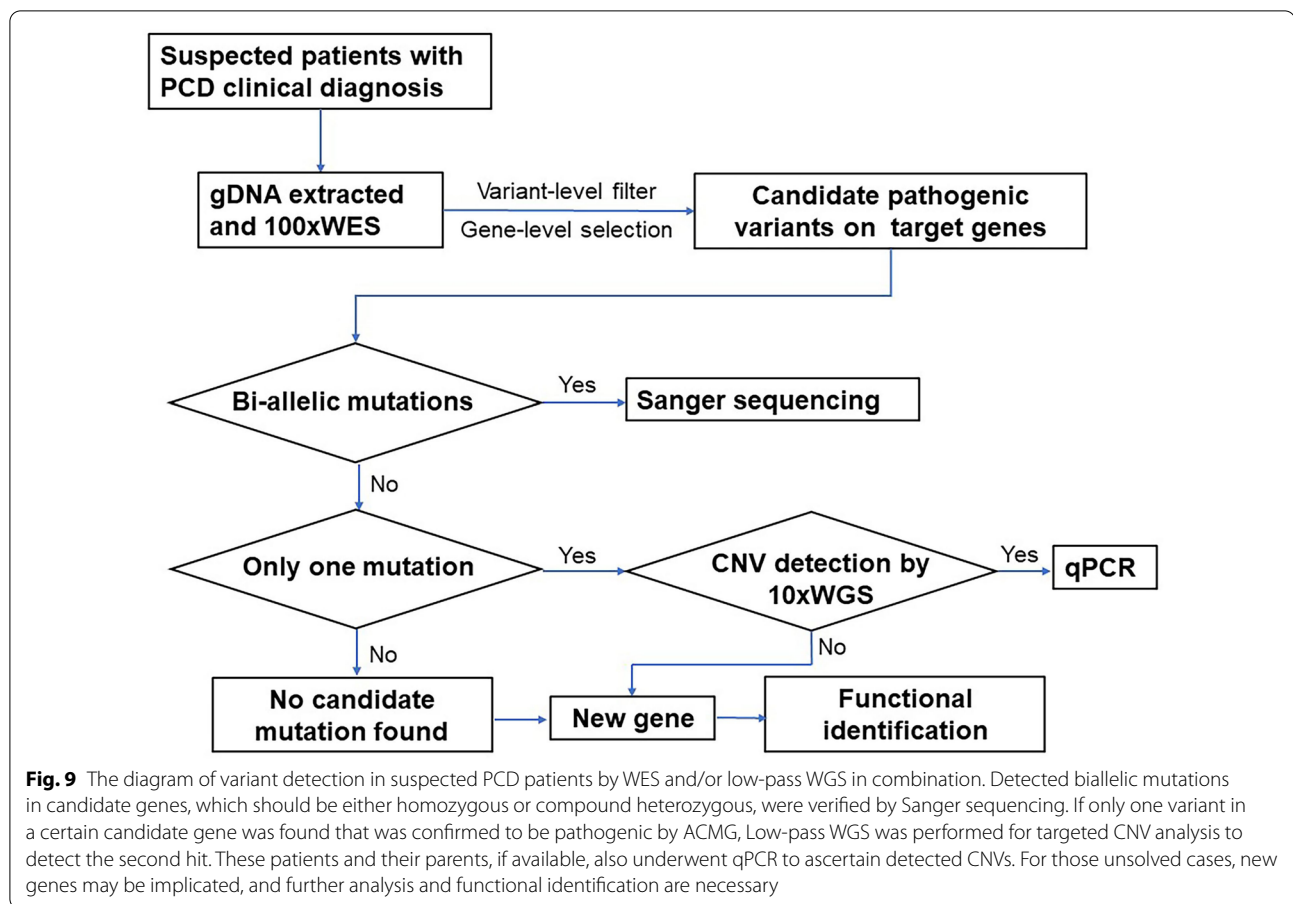 Suspected patients with
PCD clinical diagnosis
gDNA extracted
and 100xWES
Variant-level filter
Gene-level selection
Candidate pathogenic
variants on target genes
Bi-allelic mutations
Yes
Sanger sequencing
No
Only one mutation
Yes
CNV detection by
10xWGS
Yes
qPCR
No
No
No candidate
mutation found
New gene
Functional
identification
Fig. 9 The diagram of variant detection in suspected PCD patients by WES and/or low-pass WGS in combination. Detected biallelic mutations
in candidate genes, which should be either homozygous or compound heterozygous, were verified by Sanger sequencing. If only one variant in
a certain candidate gene was found that was confirmed to be pathogenic by ACMG, Low-pass WGS was performed for targeted CNV analysis to
detect the second hit. These patients and their parents, if available, also underwent qPCR to ascertain detected CNVs. For those unsolved cases, new
genes may be implicated, and further analysis and functional identification are necessary